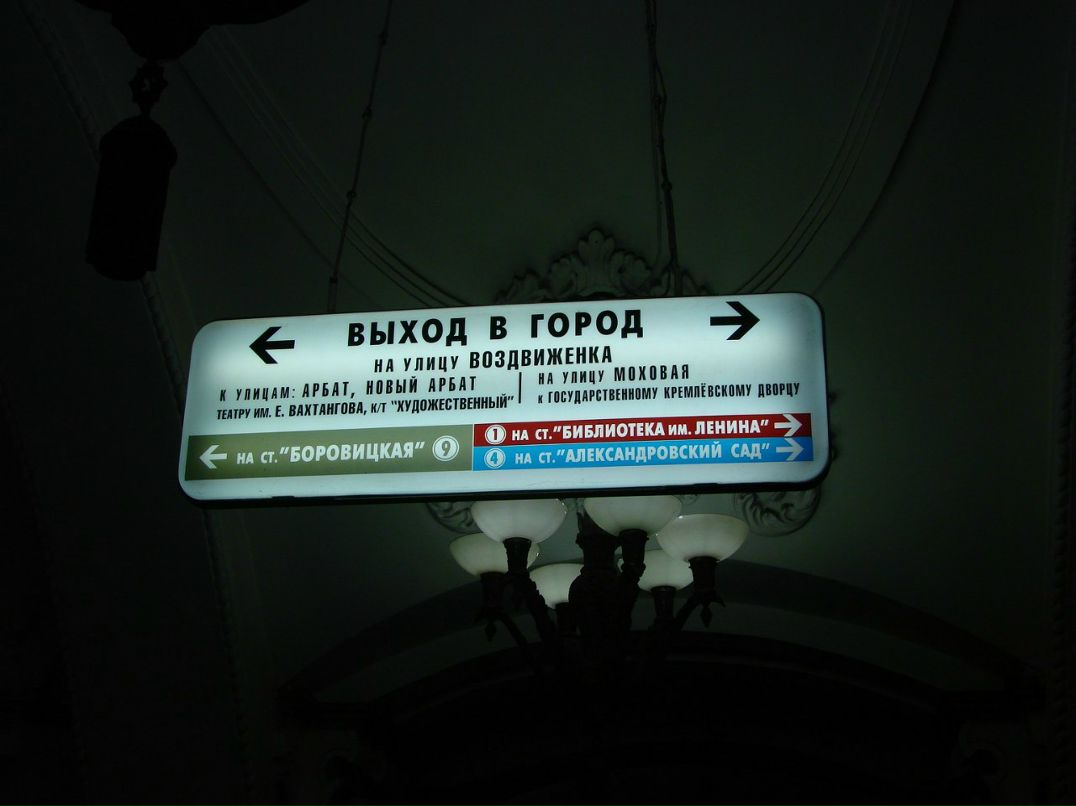 ← ВЫХОД В ГОРОД →
НА УЛИЦУ ВОЗДВИЖЕНКА
К УЛИЦАМ: АРБАТ, НОВЫЙ АРБАТ
ТЕАТРУ ИМ. Е. ВАХТАНГОВА, К/Т "ХУДОЖЕСТВЕННЫЙ"
НА УЛИЦУ МОХОВАЯ
К ГОСУДАРСТВЕННОМУ КРЕМЛЁВСКОМУ ДВОРЦУ
← НА СТ. "БОРОВИЦКАЯ" 9
1 НА СТ. "БИБЛИОТЕКА ИМ. ЛЕНИНА" →
4 НА СТ. "АЛЕКСАНДРОВСКИЙ САД" →